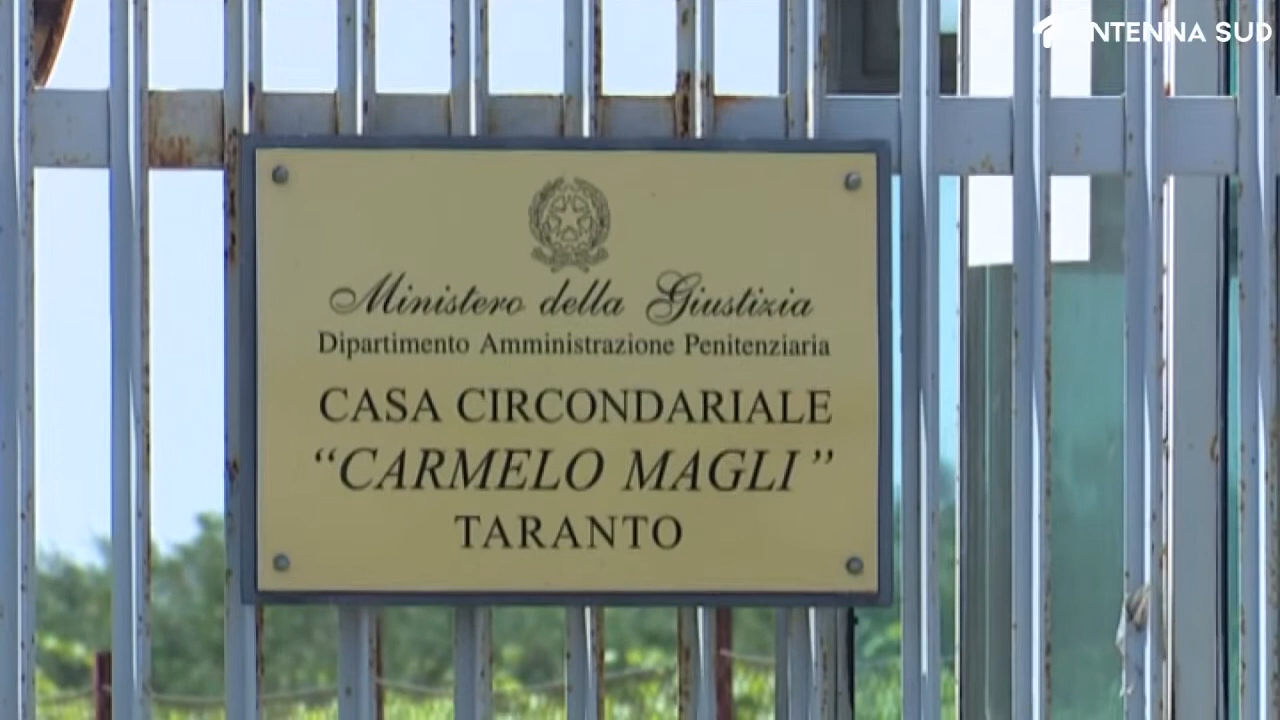 ANTENNA SUD
Ministero della Giustizia
Dipartimento Amministrazione Penitenziaria
CASA CIRCONDARIALE
“CARMELO MAGLI”
TARANTO